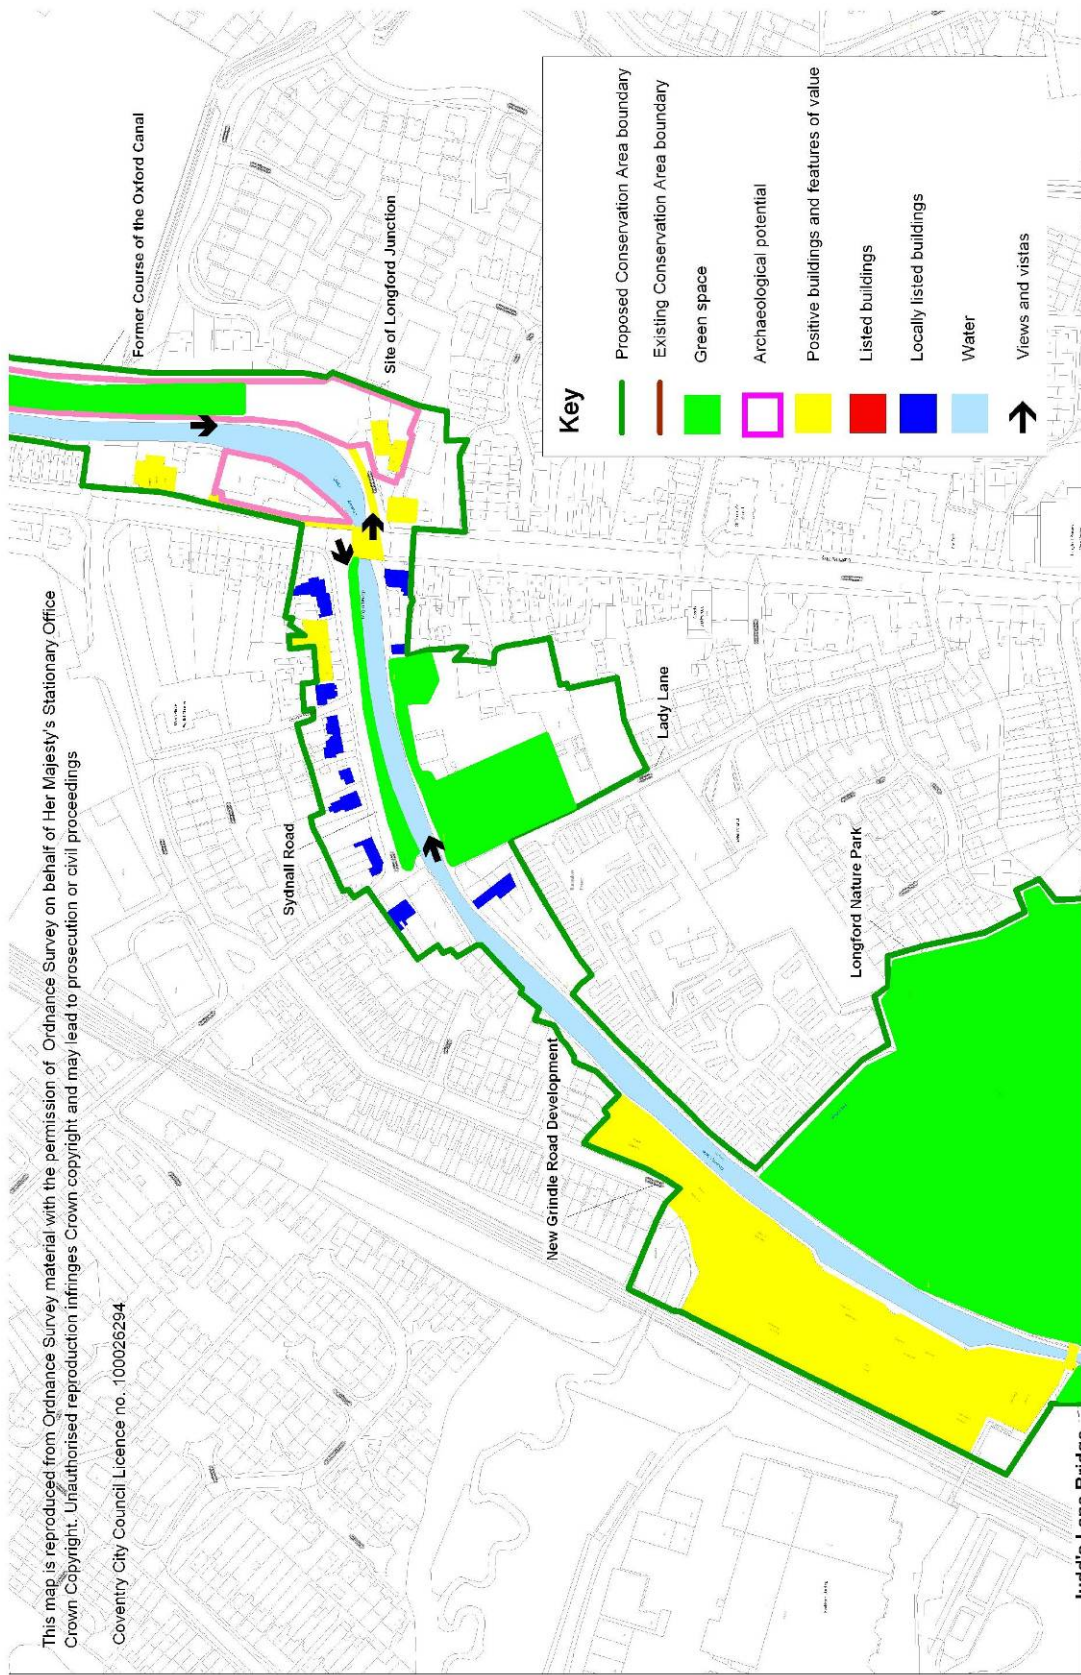 This map is reproduced from Ordnance Survey material with the permission of Ordnance Survey on behalf of Her Majesty's Stationary Office
Crown Copyright. Unauthorised reproduction infringes Crown copyright and may lead to prosecution or civil proceedings
Coventry City Council Licence no. 100026294
Former Course of the Oxford Canal
Site of Longford Junction
Sydnall Road
Lady Lane
New Grindle Road Development
Longford Nature Park
Judd's Lane Bridge
Key
Proposed Conservation Area boundary
Existing Conservation Area boundary
Green space
Archaeological potential
Positive buildings and features of value
Listed buildings
Locally listed buildings
Water
Views and vistas